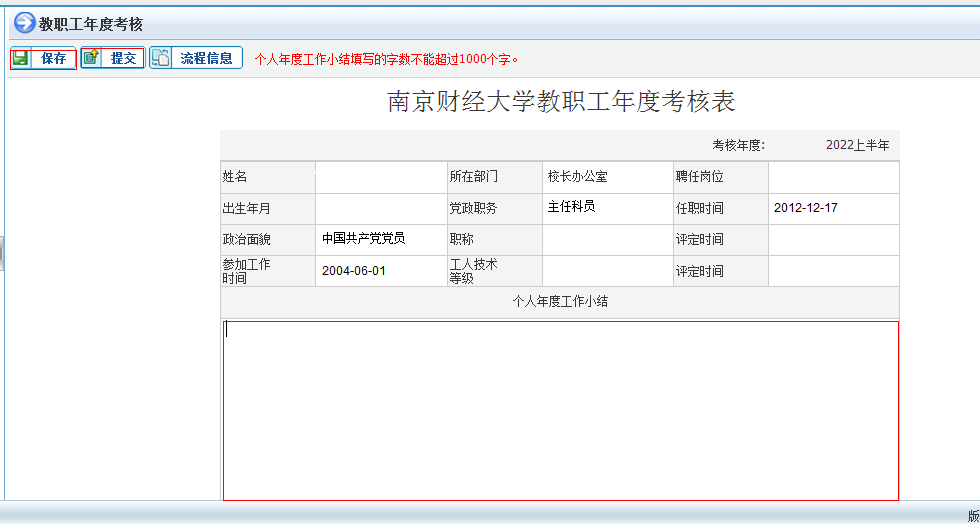 教职工年度考核
保存 提交 流程信息 个人年度工作小结填写的字数不能超过1000个字。
南京财经大学教职工年度考核表
考核年度: 2022上半年
姓名 所在部门 校长办公室 聘任岗位
出生年月 党政职务 主任科员 任职时间 2012-12-17
政治面貌 中国共产党党员 职称 评定时间
参加工作时间 2004-06-01 工人技术等级 评定时间
个人年度工作小结
版